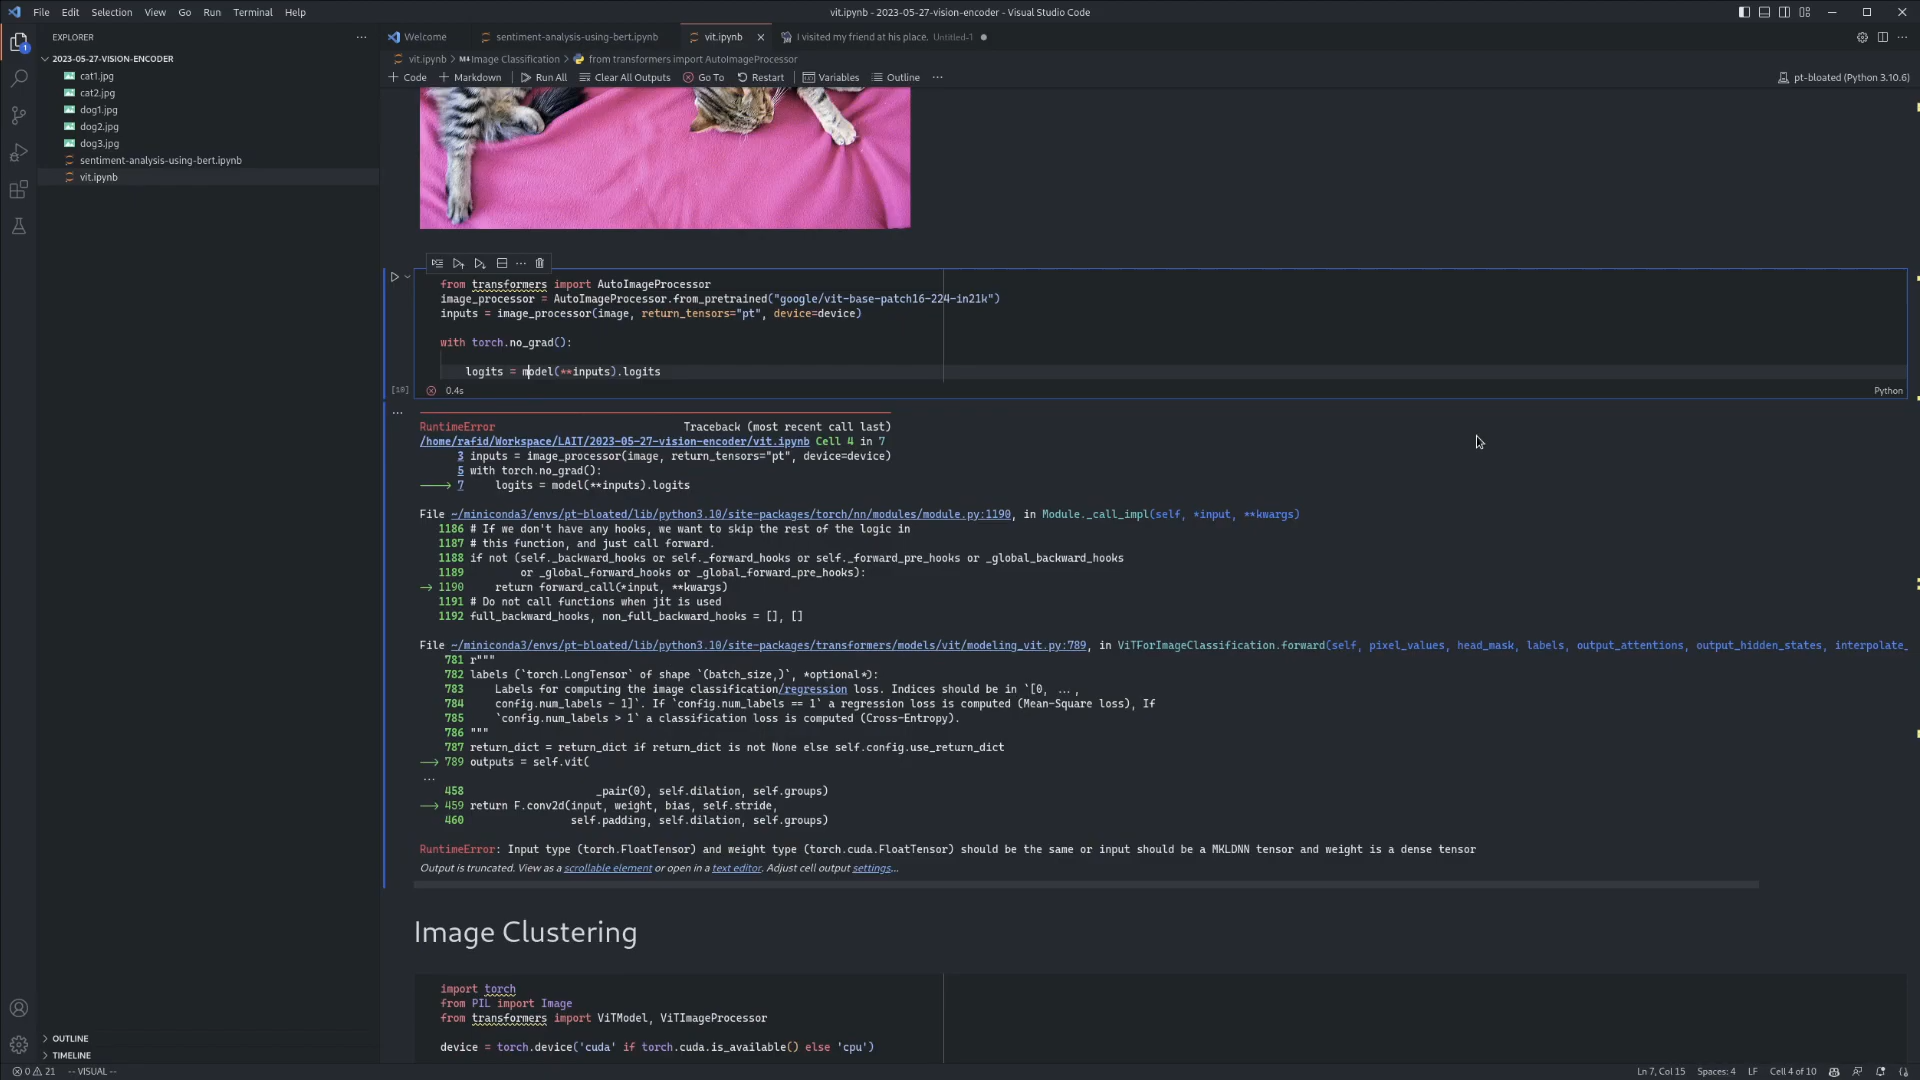 File Edit Selection View Go Run Terminal Help
vit.ipynb - 2023-05-27-vision-encoder - Visual Studio Code
EXPLORER
2023-05-27-VISION-ENCODER
cat1.jpg
cat2.jpg
dog1.jpg
dog2.jpg
dog3.jpg
sentiment-analysis-using-bert.ipynb
vit.ipynb
OUTLINE
TIMELINE
Welcome sentiment-analysis-using-bert.ipynb vit.ipynb I visited my friend at his place. Untitled-1
vit.ipynb > M↓Image Classification > from transformers import AutoImageProcessor
+ Code + Markdown Run All Clear All Outputs Go To Restart Variables Outline ...
pt-bloated (Python 3.10.6)
from transformers import AutoImageProcessor
image_processor = AutoImageProcessor.from_pretrained("google/vit-base-patch16-224-in21k")
inputs = image_processor(image, return_tensors="pt", device=device)
with torch.no_grad():
logits = model(**inputs).logits
[10] 0.4s Python
RuntimeError Traceback (most recent call last)
/home/rafid/Workspace/LAIT/2023-05-27-vision-encoder/vit.ipynb Cell 4 in 7
3 inputs = image_processor(image, return_tensors="pt", device=device)
5 with torch.no_grad():
----> 7 logits = model(**inputs).logits
File ~/miniconda3/envs/pt-bloated/lib/python3.10/site-packages/torch/nn/modules/module.py:1190, in Module._call_impl(self, *input, **kwargs)
1186 # If we don't have any hooks, we want to skip the rest of the logic in
1187 # this function, and just call forward.
1188 if not (self._backward_hooks or self._forward_hooks or self._forward_pre_hooks or _global_backward_hooks
1189 or _global_forward_hooks or _global_forward_pre_hooks):
-> 1190 return forward_call(*input, **kwargs)
1191 # Do not call functions when jit is used
1192 full_backward_hooks, non_full_backward_hooks = [], []
File ~/miniconda3/envs/pt-bloated/lib/python3.10/site-packages/transformers/models/vit/modeling_vit.py:789, in ViTForImageClassification.forward(self, pixel_values, head_mask, labels, output_attentions, output_hidden_states, interpolate_
781 r"""
782 labels (`torch.LongTensor` of shape `(batch_size,)`, *optional*):
783 Labels for computing the image classification/regression loss. Indices should be in `[0, ...,
784 config.num_labels - 1]`. If `config.num_labels == 1` a regression loss is computed (Mean-Square loss), If
785 `config.num_labels > 1` a classification loss is computed (Cross-Entropy).
786 """
787 return_dict = return_dict if return_dict is not None else self.config.use_return_dict
--> 789 outputs = self.vit(
...
458 _pair(0), self.dilation, self.groups)
--> 459 return F.conv2d(input, weight, bias, self.stride,
460 self.padding, self.dilation, self.groups)
RuntimeError: Input type (torch.FloatTensor) and weight type (torch.cuda.FloatTensor) should be the same or input should be a MKLDNN tensor and weight is a dense tensor
Output is truncated. View as a scrollable element or open in a text editor. Adjust cell output settings...
Image Clustering
import torch
from PIL import Image
from transformers import ViTModel, ViTImageProcessor
device = torch.device('cuda' if torch.cuda.is_available() else 'cpu')
0 21 -- VISUAL --
Ln 7, Col 15 Spaces: 4 LF Cell 4 of 10